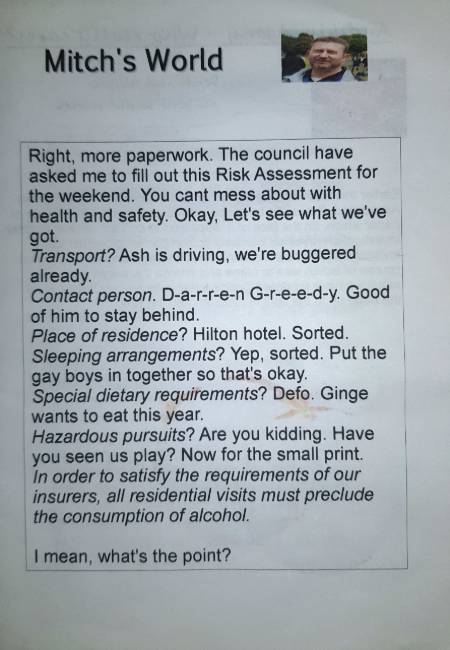 Mitch's World
Right, more paperwork. The council have
asked me to fill out this Risk Assessment for
the weekend. You cant mess about with
health and safety. Okay, Let's see what we've
got.
Transport? Ash is driving, we're buggered
already.
Contact person. D-a-r-r-e-n G-r-e-e-d-y. Good
of him to stay behind.
Place of residence? Hilton hotel. Sorted.
Sleeping arrangements? Yep, sorted. Put the
gay boys in together so that's okay.
Special dietary requirements? Defo. Ginge
wants to eat this year.
Hazardous pursuits? Are you kidding. Have
you seen us play? Now for the small print.
In order to satisfy the requirements of our
insurers, all residential visits must preclude
the consumption of alcohol.
I mean, what's the point?